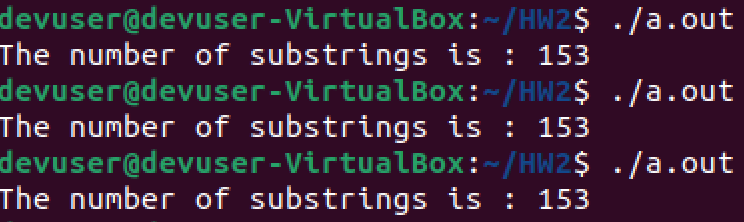 devuser@devuser-VirtualBox:~/HW2$ ./a.out
The number of substrings is : 153
devuser@devuser-VirtualBox:~/HW2$ ./a.out
The number of substrings is : 153
devuser@devuser-VirtualBox:~/HW2$ ./a.out
The number of substrings is : 153